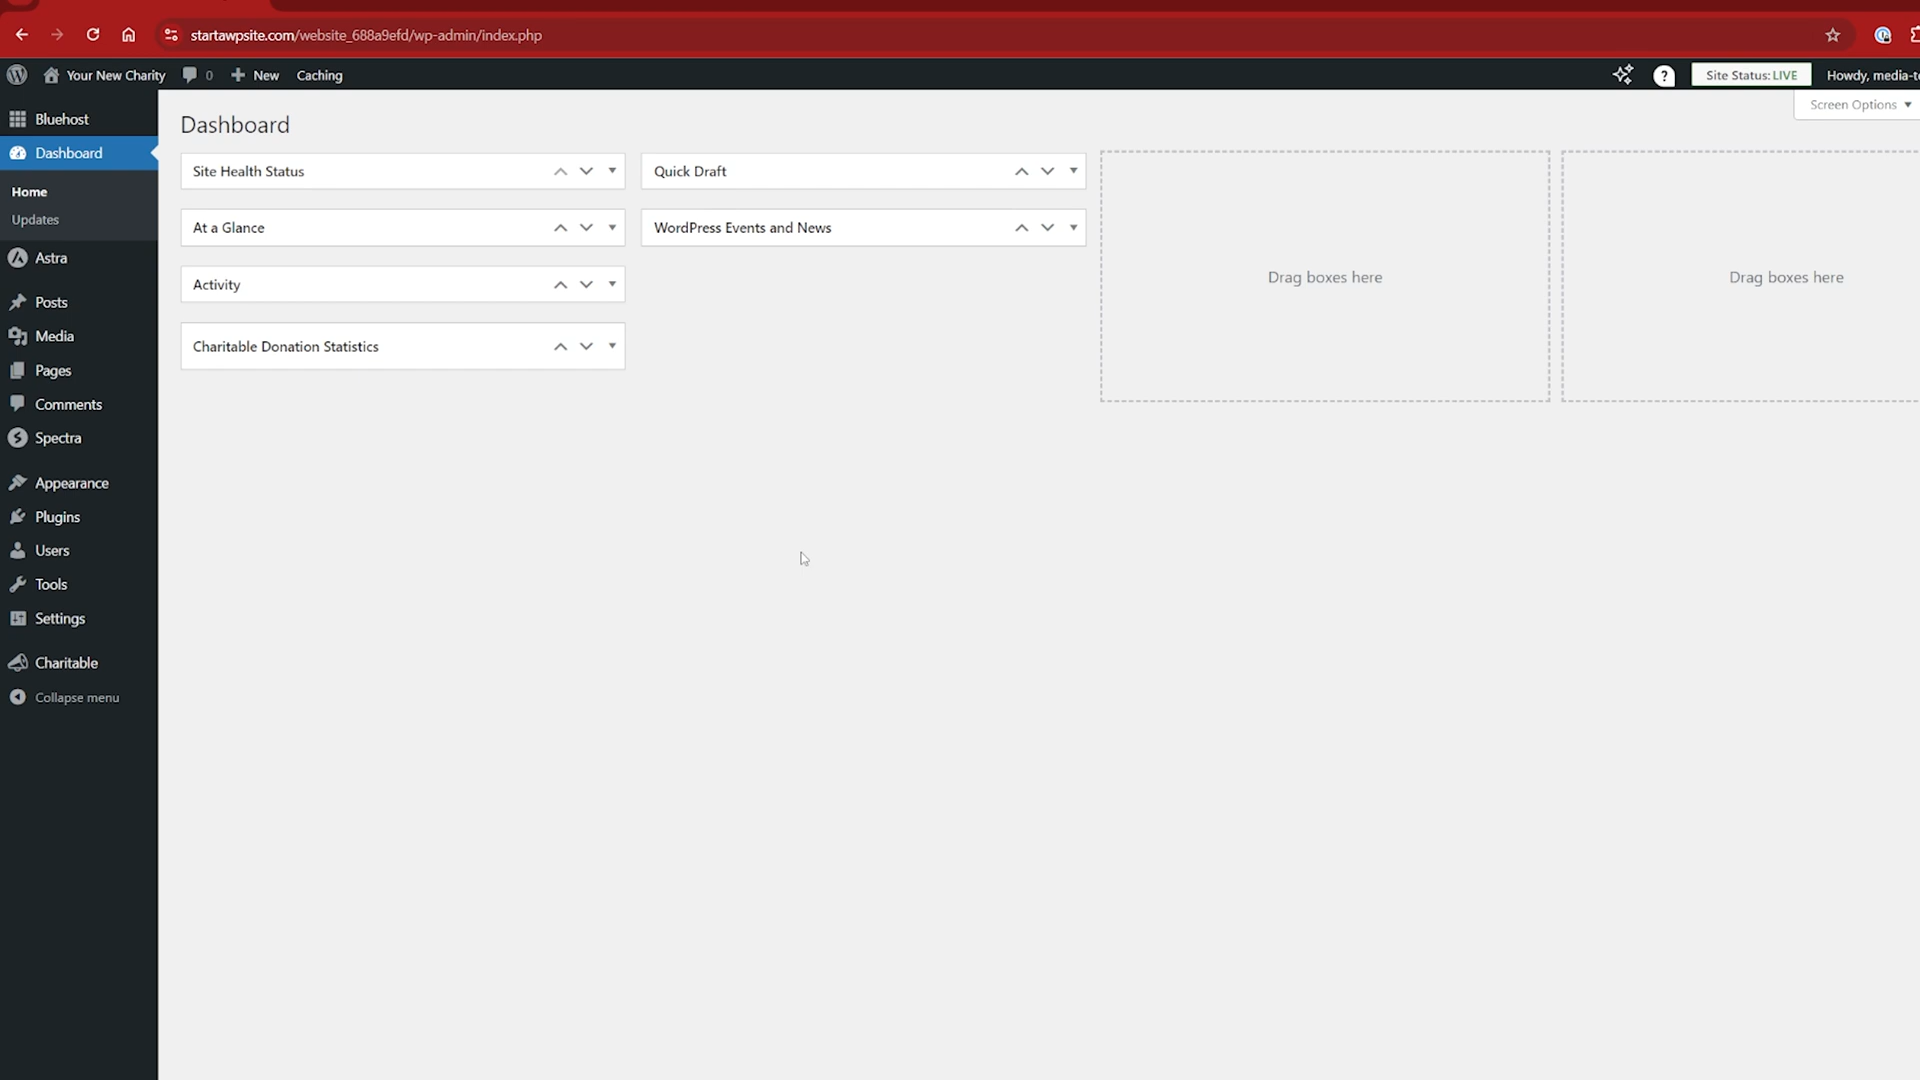 startawpsite.com/website_688a9efd/wp-admin/index.php
Your New Charity 0 New Caching Site Status: LIVE Howdy, media-te
Screen Options
Bluehost
Dashboard
Home
Updates
Astra
Posts
Media
Pages
Comments
Spectra
Appearance
Plugins
Users
Tools
Settings
Charitable
Collapse menu
Dashboard
Site Health Status
At a Glance
Activity
Charitable Donation Statistics
Quick Draft
WordPress Events and News
Drag boxes here
Drag boxes here